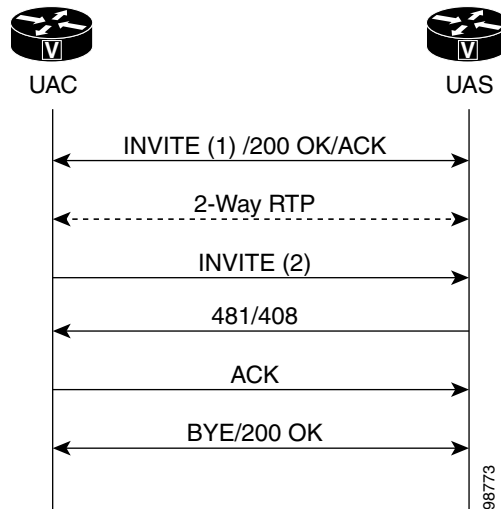 V V
UAC UAS
INVITE (1) /200 OK/ACK
2-Way RTP
INVITE (2)
481/408
ACK
BYE/200 OK
98773